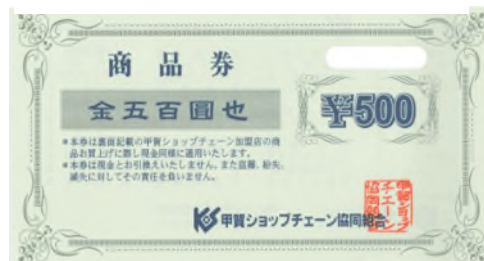 商品券
金五百圓也
¥500
*本券は裏面記載の甲賀ショップチェーン加盟店の商
品お買上げに際し現金同様に通用いたします。
*本券は現金とお引換えいたしません。また盗難、紛失、
滅失に対してその責任を負いません。
甲賀ショップチェーン協同組合